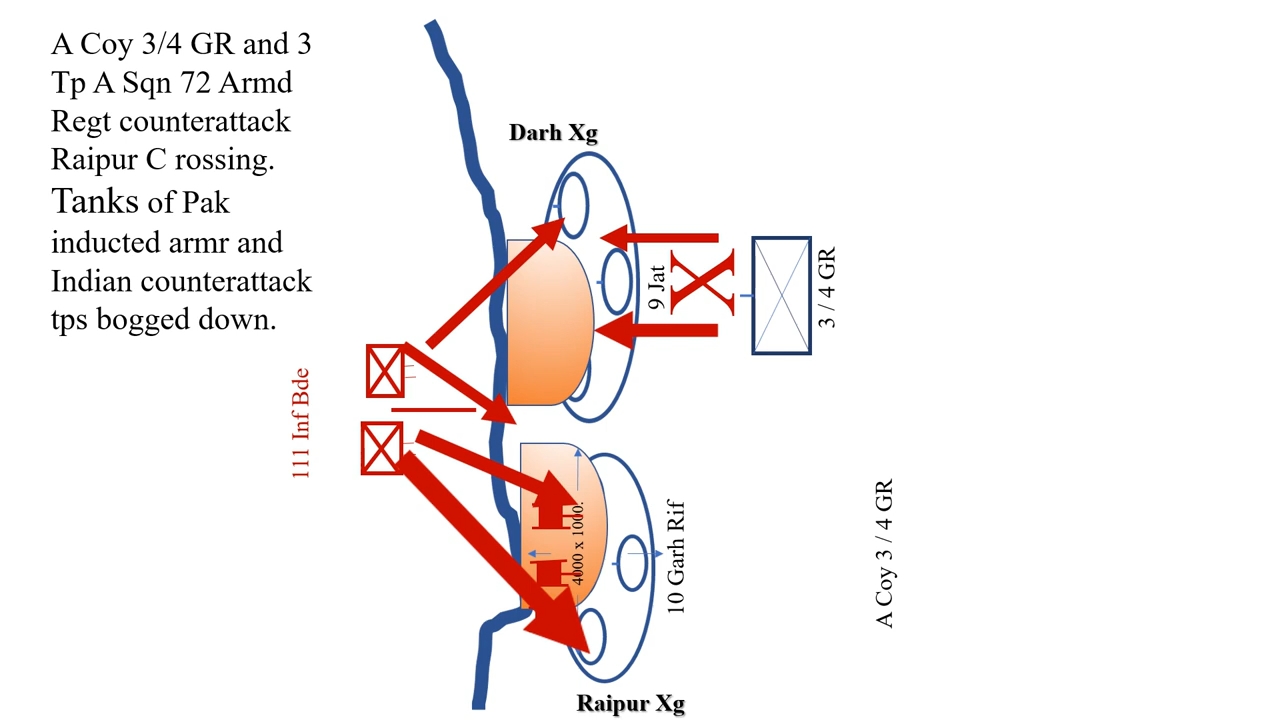 A Coy 3/4 GR and 3
Tp A Sqn 72 Armd
Regt counterattack
Raipur C rossing.
Tanks of Pak
inducted armr and
Indian counterattack
tps bogged down.
Darh Xg
9 Jat
X
3 / 4 GR
111 Inf Bde
4000 x 1000.
10 Garh Rif
A Coy 3 / 4 GR
Raipur Xg